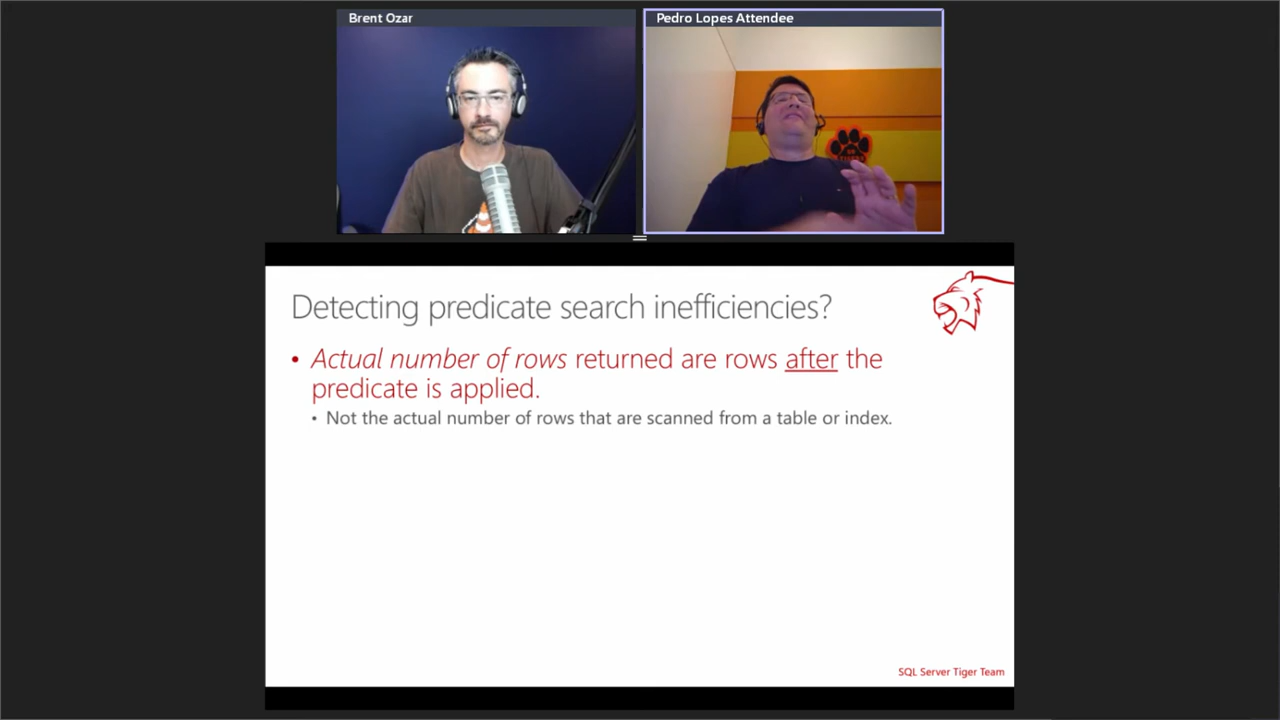 Brent Ozar
Pedro Lopes Attendee
Detecting predicate search inefficiencies?
• Actual number of rows returned are rows after the
predicate is applied.
• Not the actual number of rows that are scanned from a table or index.
SQL Server Tiger Team